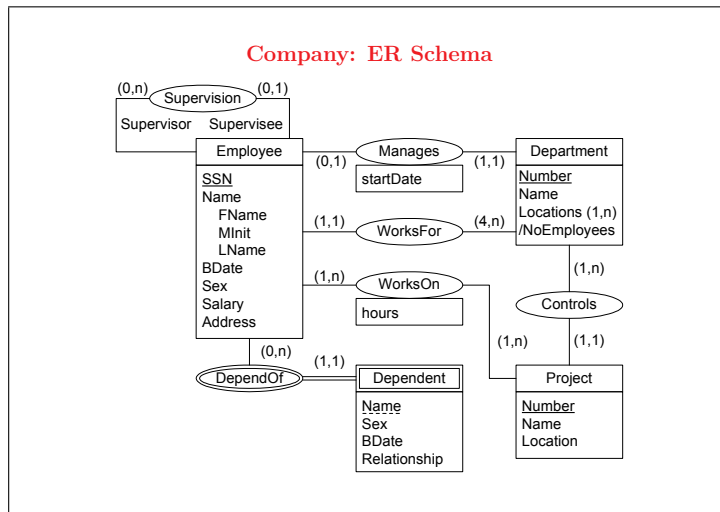 Company: ER Schema
(0,n) Supervision (0,1)
Supervisor Supervisee
Employee
SSN
Name
FName
MInit
LName
BDate
Sex
Salary
Address
(0,1) Manages (1,1)
startDate
Department
Number
Name
Locations (1,n)
/NoEmployees
(1,1) WorksFor (4,n)
(1,n) WorksOn
hours
(1,n)
(1,n)
Controls
(1,1)
(0,n)
DependOf
(1,1)
Dependent
Name
Sex
BDate
Relationship
Project
Number
Name
Location